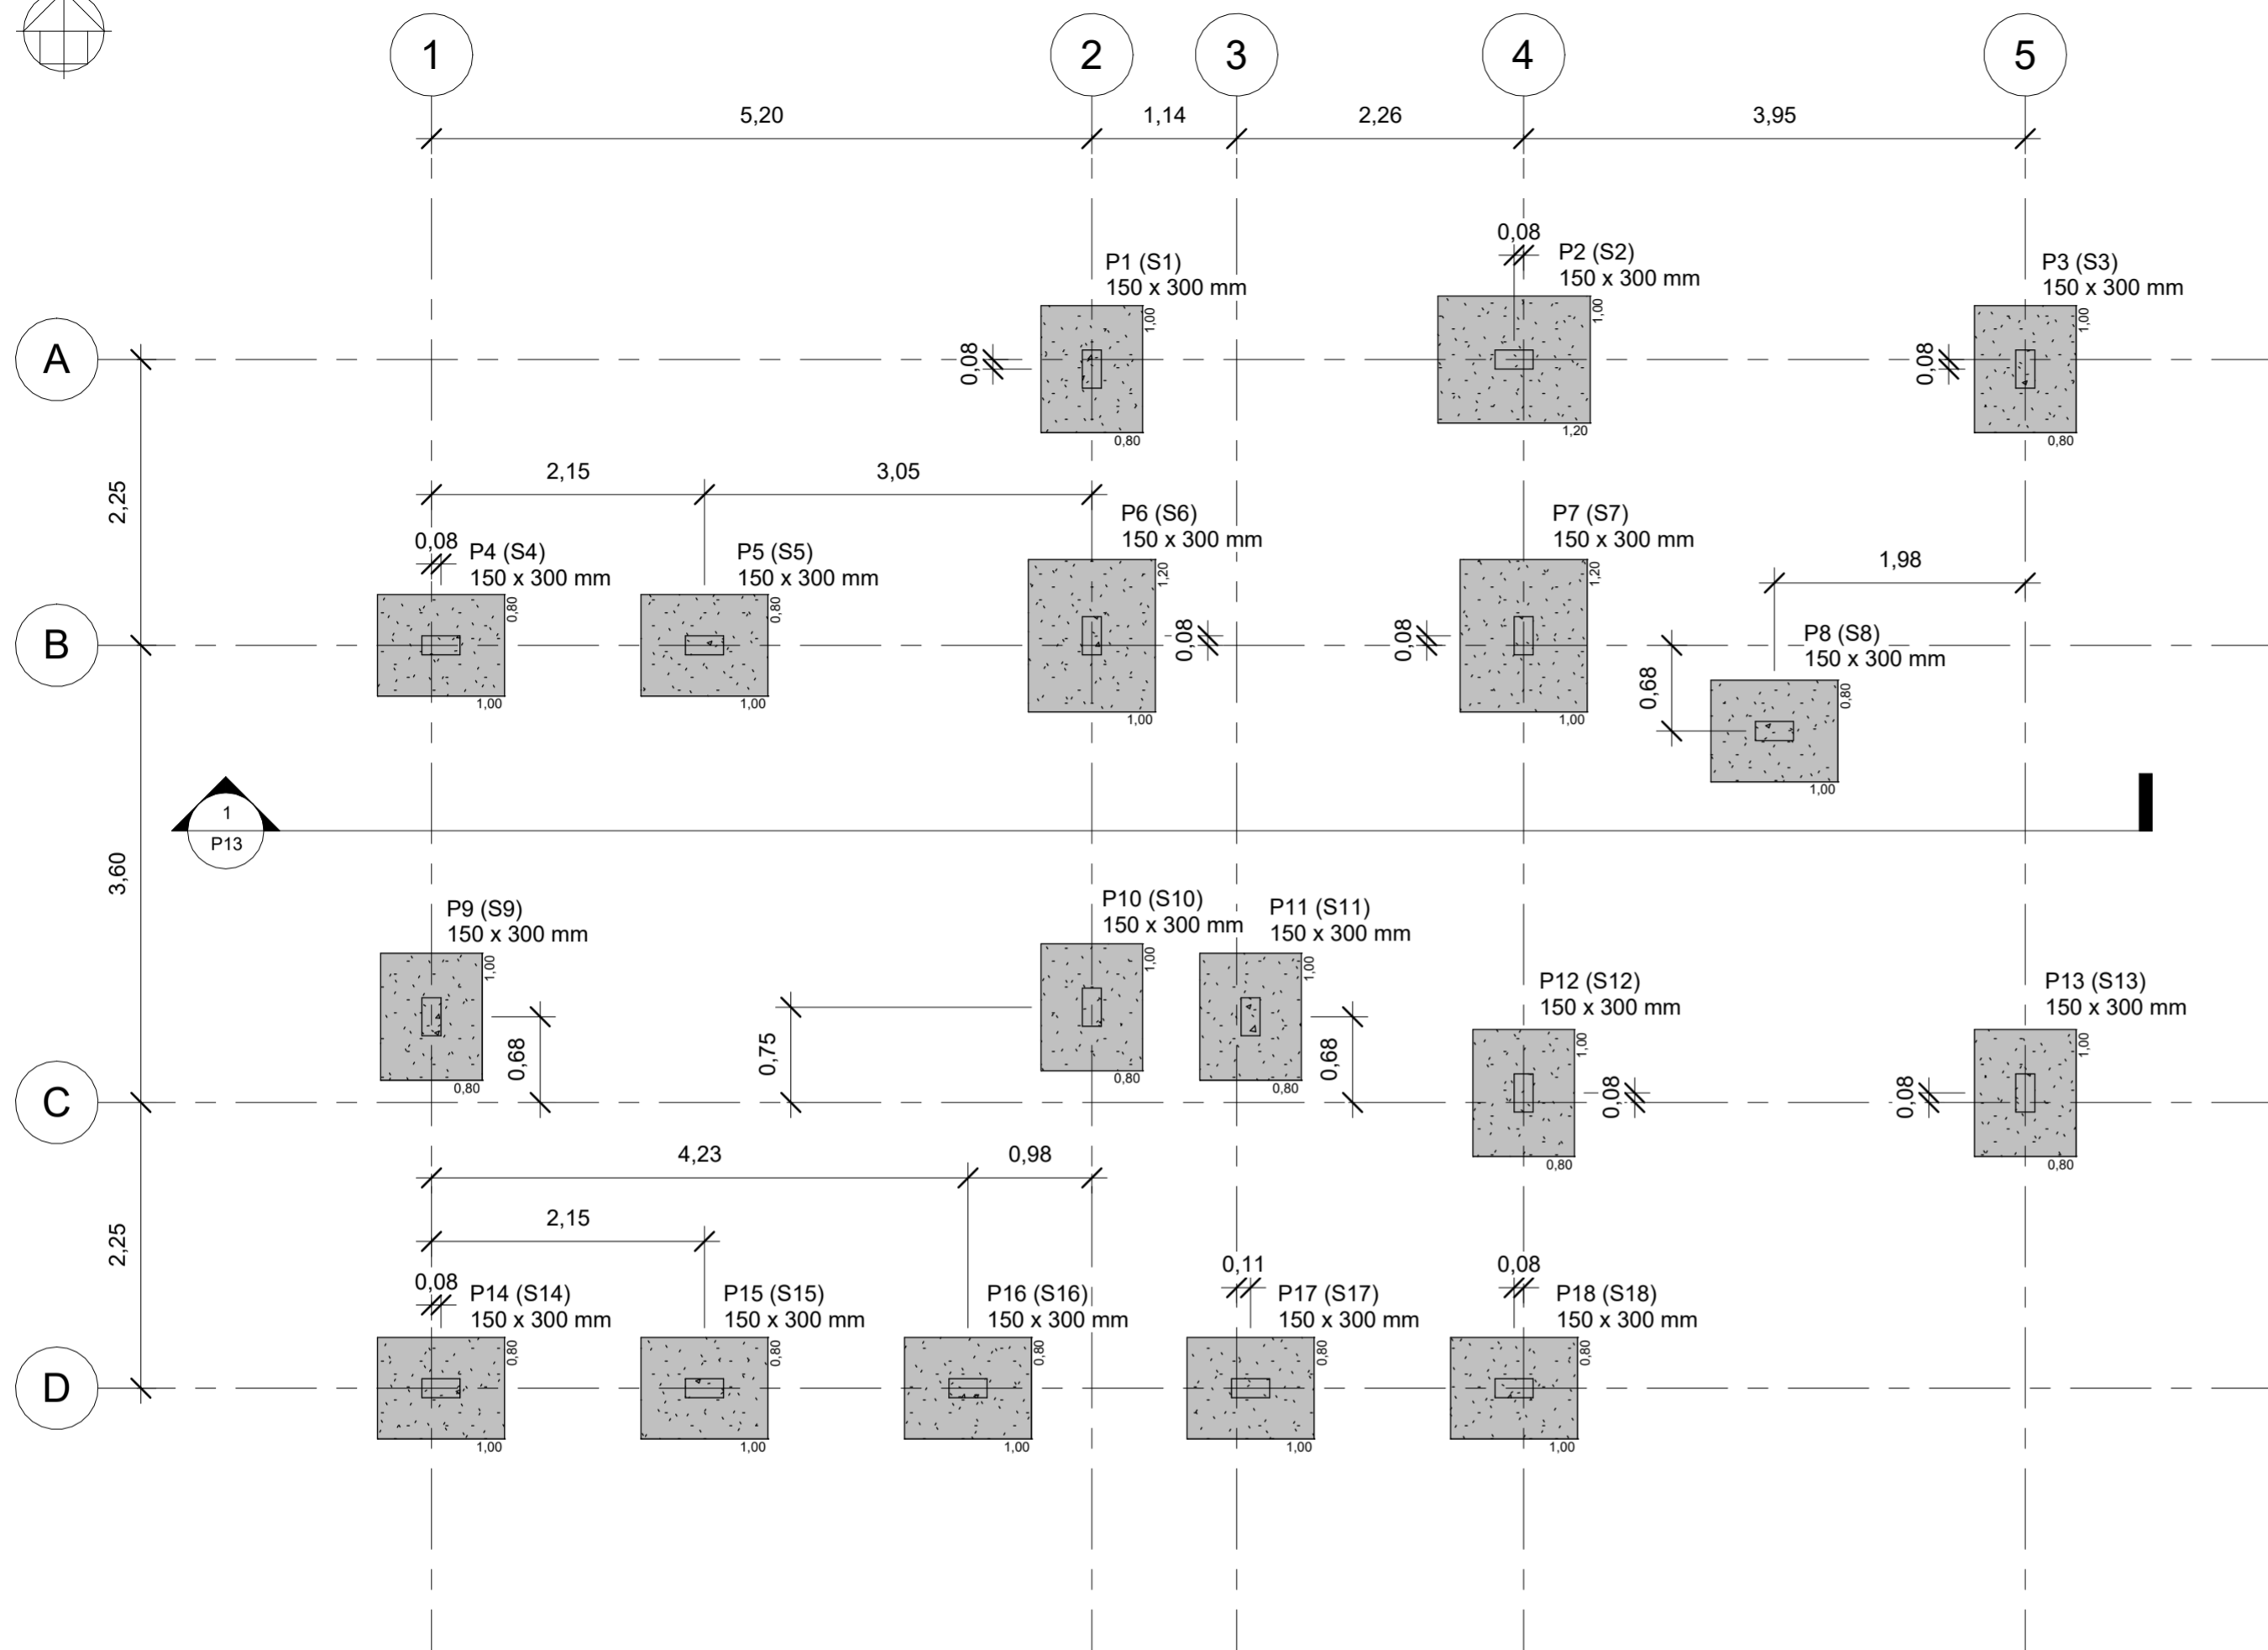 1
2
3
4
5
5,20
1,14
2,26
3,95
0,08
P1 (S1)
150 x 300 mm
1,00
0,80
0,08
P2 (S2)
150 x 300 mm
1,00
1,20
P3 (S3)
150 x 300 mm
1,00
0,80
0,08
A
2,25
2,15
3,05
0,08
P4 (S4)
150 x 300 mm
0,80
1,00
P5 (S5)
150 x 300 mm
0,80
1,00
P6 (S6)
150 x 300 mm
1,20
1,00
0,08
P7 (S7)
150 x 300 mm
1,20
1,00
0,08
1,98
0,68
P8 (S8)
150 x 300 mm
0,80
1,00
B
1
P13
3,60
P9 (S9)
150 x 300 mm
1,00
0,80
0,68
0,75
P10 (S10)
150 x 300 mm
1,00
0,80
P11 (S11)
150 x 300 mm
1,00
0,80
0,68
P12 (S12)
150 x 300 mm
1,00
0,80
0,08
P13 (S13)
150 x 300 mm
1,00
0,80
0,08
C
2,25
4,23
0,98
2,15
0,08
P14 (S14)
150 x 300 mm
0,80
1,00
P15 (S15)
150 x 300 mm
0,80
1,00
P16 (S16)
150 x 300 mm
0,80
1,00
0,11
P17 (S17)
150 x 300 mm
0,80
1,00
0,08
P18 (S18)
150 x 300 mm
0,80
1,00
D